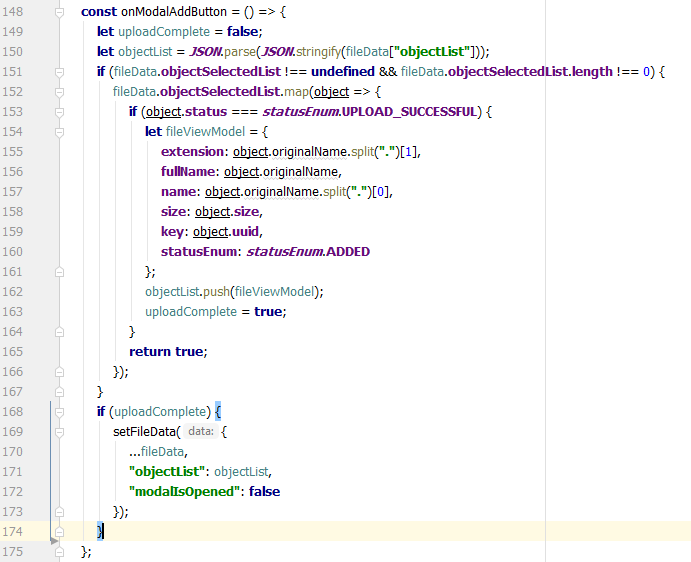 148 const onModalAddButton = () => {
149 let uploadComplete = false;
150 let objectList = JSON.parse(JSON.stringify(fileData["objectList"]));
151 if (fileData.objectSelectedList !== undefined && fileData.objectSelectedList.length !== 0) {
152 fileData.objectSelectedList.map(object => {
153 if (object.status === statusEnum.UPLOAD_SUCCESSFUL) {
154 let fileViewModel = {
155 extension: object.originalName.split(".")[1],
156 fullName: object.originalName,
157 name: object.originalName.split(".")[0],
158 size: object.size,
159 key: object.uuid,
160 statusEnum: statusEnum.ADDED
161 };
162 objectList.push(fileViewModel);
163 uploadComplete = true;
164 }
165 return true;
166 });
167 }
168 if (uploadComplete) {
169 setFileData( data: {
170 ...fileData,
171 "objectList": objectList,
172 "modalIsOpened": false
173 });
174 }
175 };